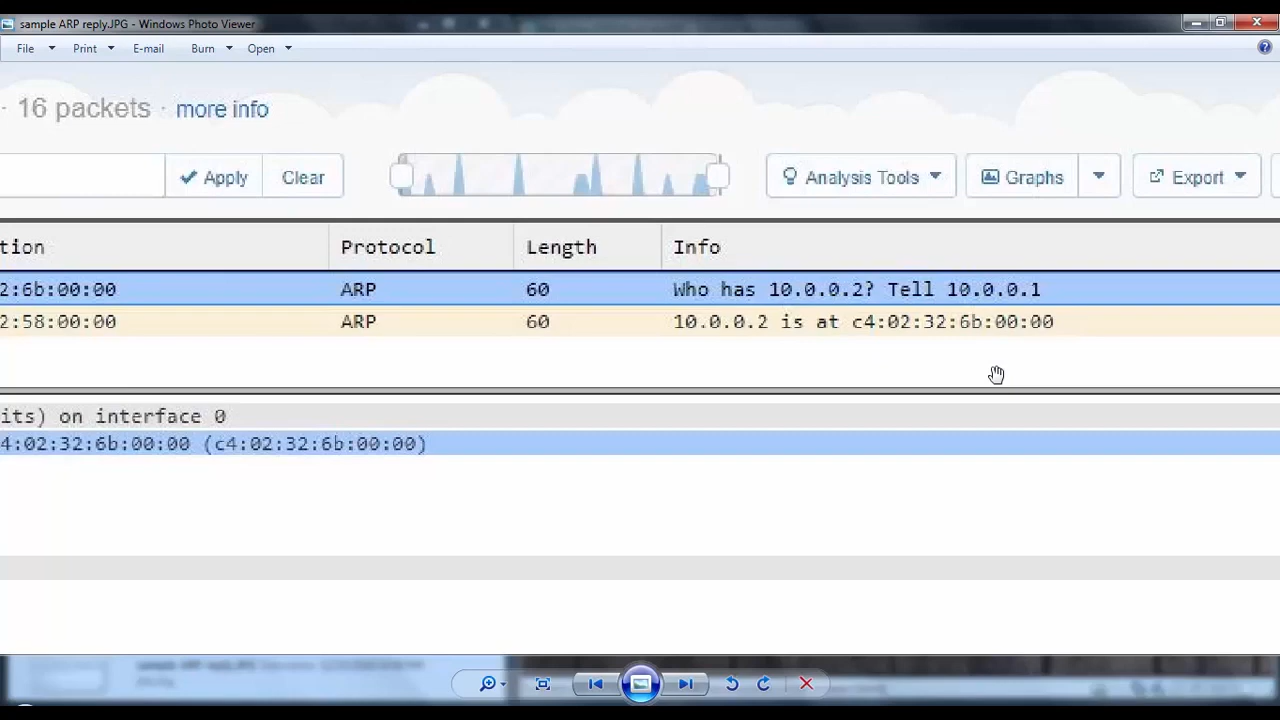 sample ARP reply.JPG - Windows Photo Viewer
File Print E-mail Burn Open
· 16 packets · more info
Apply Clear Analysis Tools Graphs Export
tion Protocol Length Info
2:6b:00:00 ARP 60 Who has 10.0.0.2? Tell 10.0.0.1
2:58:00:00 ARP 60 10.0.0.2 is at c4:02:32:6b:00:00
its) on interface 0
4:02:32:6b:00:00 (c4:02:32:6b:00:00)